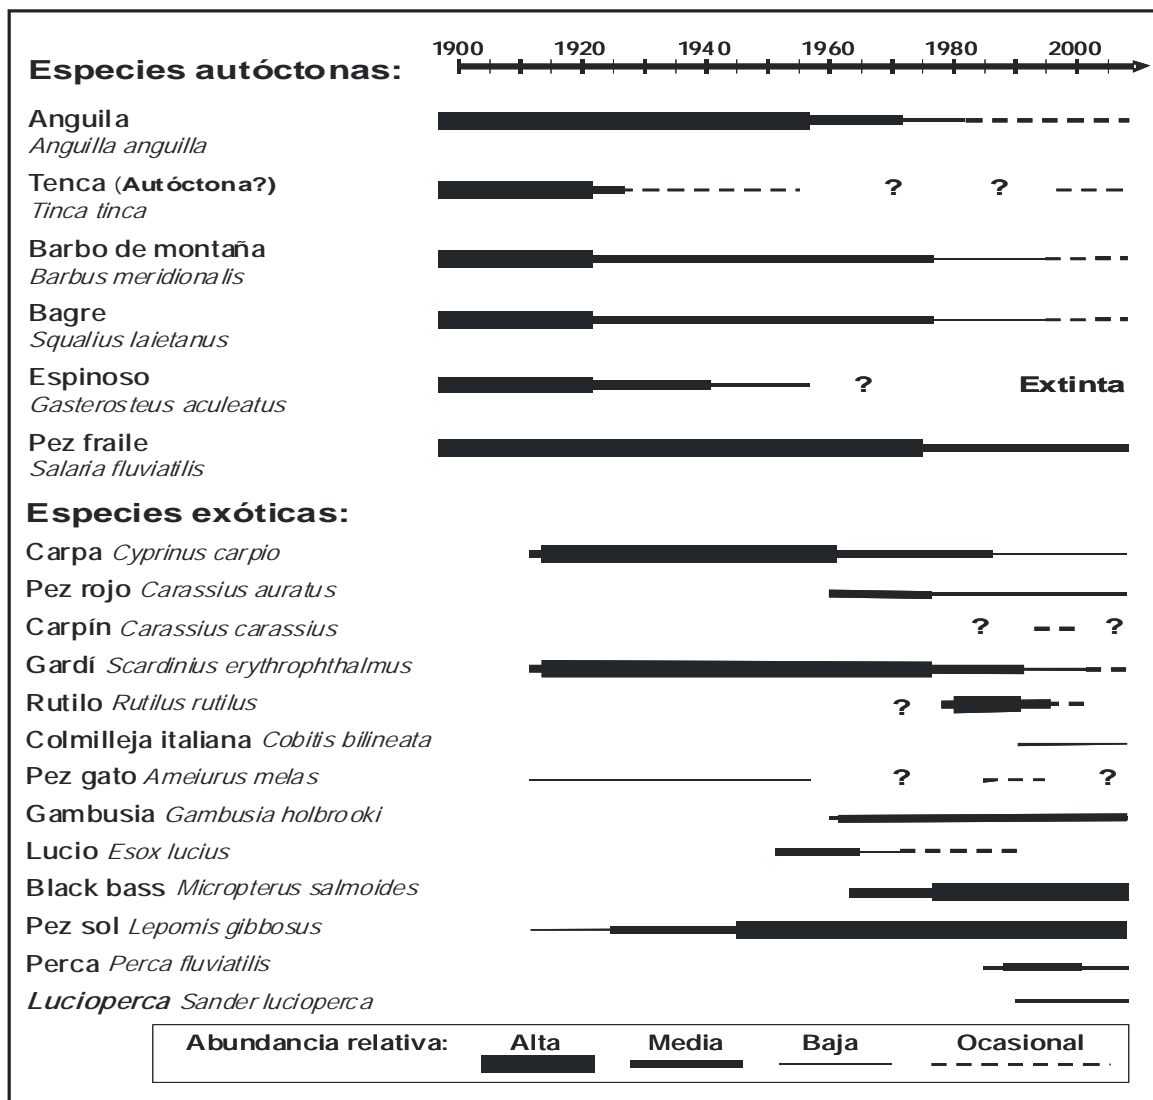 1900 1920 1940 1960 1980 2000
Especies autóctonas:
Anguila
Anguilla anguilla
Tenca (Autóctona?) ? ?
Tinca tinca
Barbo de montaña
Barbus meridionalis
Bagre
Squalius laietanus
Espinoso ? Extinta
Gasterosteus aculeatus
Pez fraile
Salaria fluviatilis
Especies exóticas:
Carpa Cyprinus carpio
Pez rojo Carassius auratus
Carpín Carassius carassius ? ?
Gardí Scardinius erythrophthalmus
Rutilo Rutilus rutilus ?
Colmilleja italiana Cobitis bilineata
Pez gato Ameiurus melas ? ?
Gambusia Gambusia holbrooki
Lucio Esox lucius
Black bass Micropterus salmoides
Pez sol Lepomis gibbosus
Perca Perca fluviatilis
Lucioperca Sander lucioperca
Abundancia relativa: Alta Media Baja Ocasional